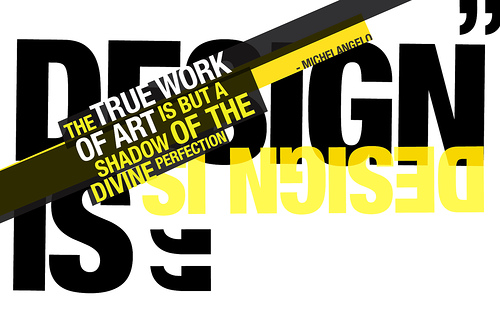 ”
DESIGN
IS
THE TRUE WORK
OF ART IS BUT A
SHADOW OF THE
DIVINE PERFECTION
- MICHELANGELO
DESIGN IS